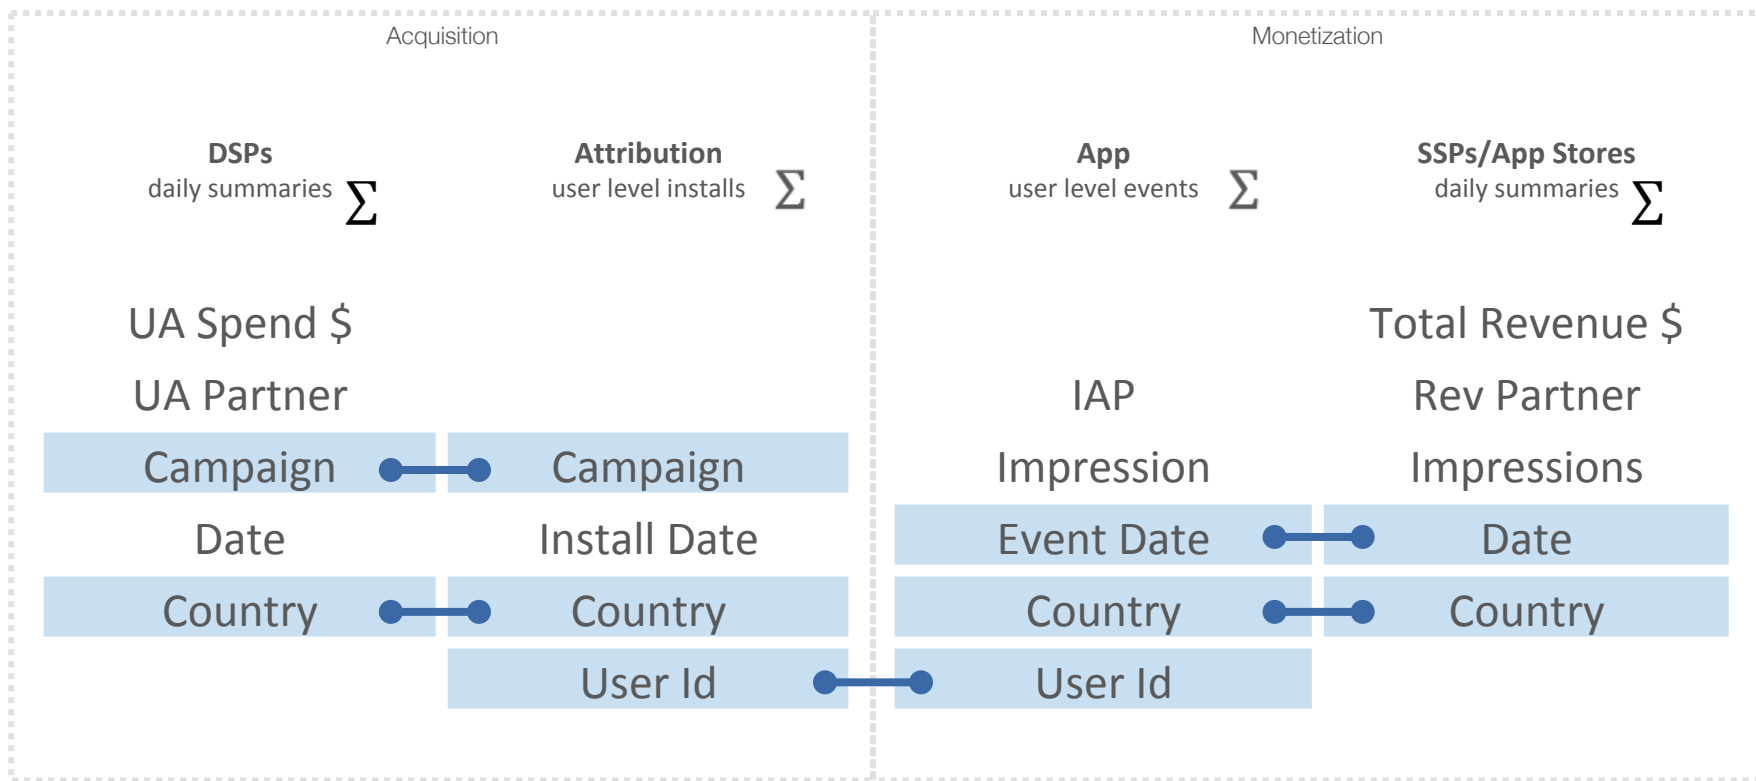 Acquisition
Monetization
DSPs
daily summaries ∑
Attribution
user level installs ∑
App
user level events ∑
SSPs/App Stores
daily summaries ∑
UA Spend $
Total Revenue $
UA Partner
IAP
Rev Partner
Campaign
Campaign
Impression
Impressions
Date
Install Date
Event Date
Date
Country
Country
Country
Country
User Id
User Id